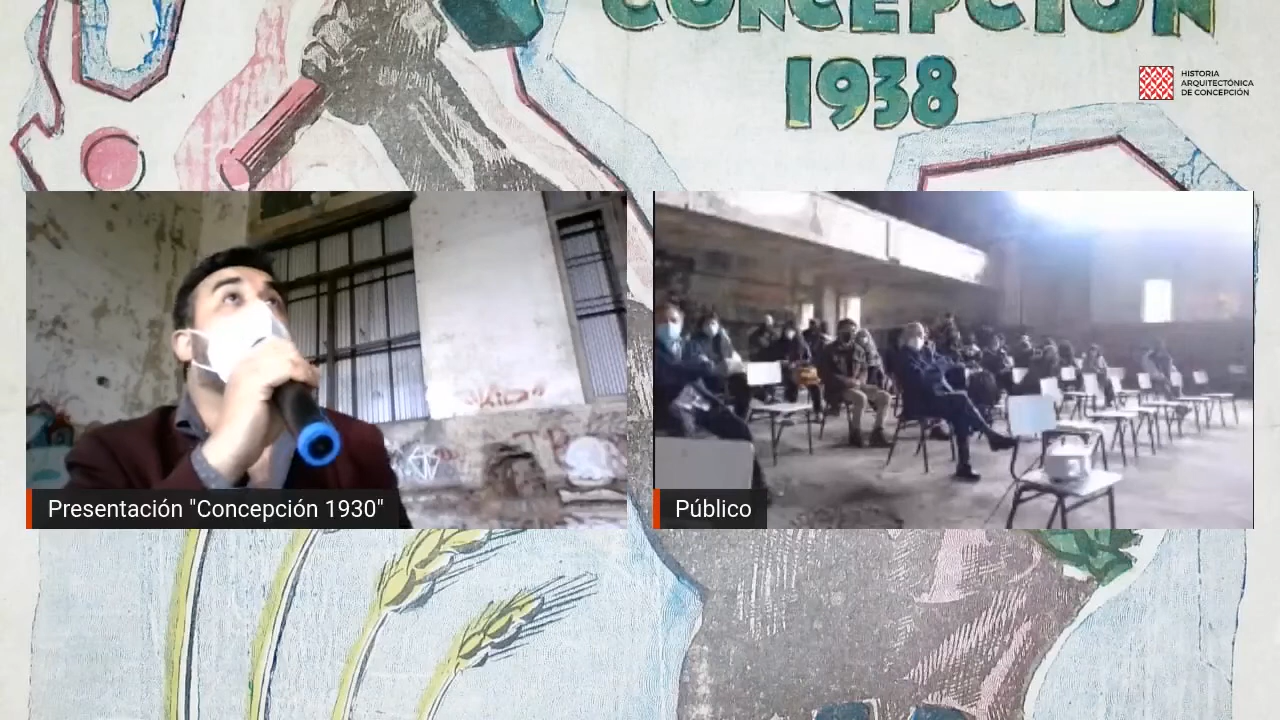 CONCEPCIÓN
1938
HISTORIA
ARQUITECTÓNICA
DE CONCEPCIÓN
Presentación "Concepción 1930"
Público